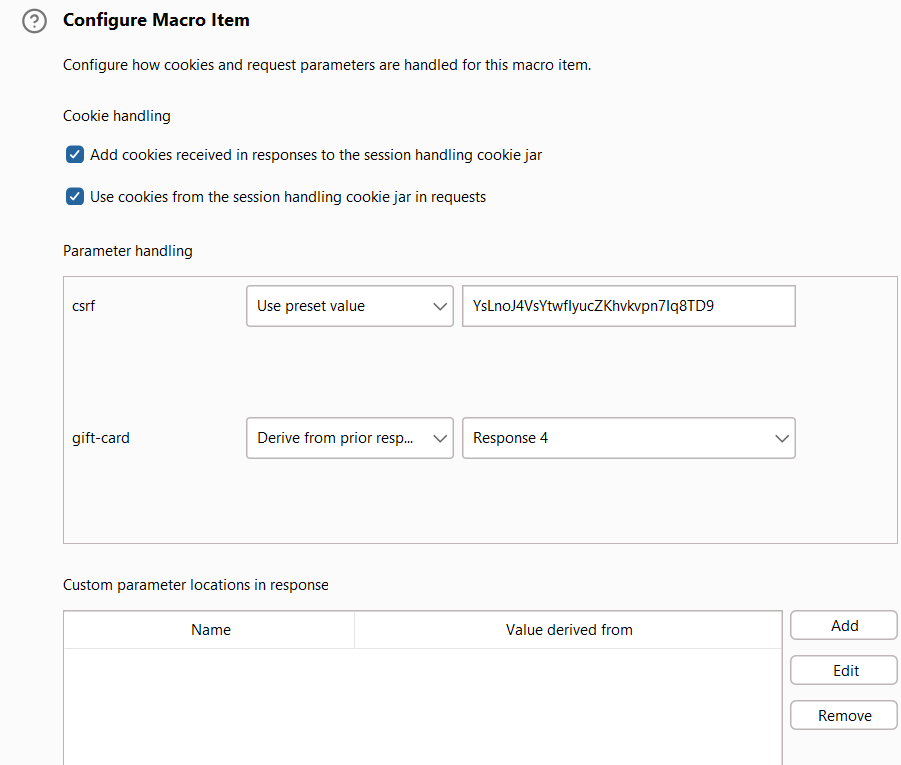 Configure Macro Item
Configure how cookies and request parameters are handled for this macro item.
Cookie handling
Add cookies received in responses to the session handling cookie jar
Use cookies from the session handling cookie jar in requests
Parameter handling
csrf Use preset value YsLnoJ4VsYtwflyucZKhvkvpn7Iq8TD9
gift-card Derive from prior resp... Response 4
Custom parameter locations in response
Name Value derived from Add
Edit
Remove